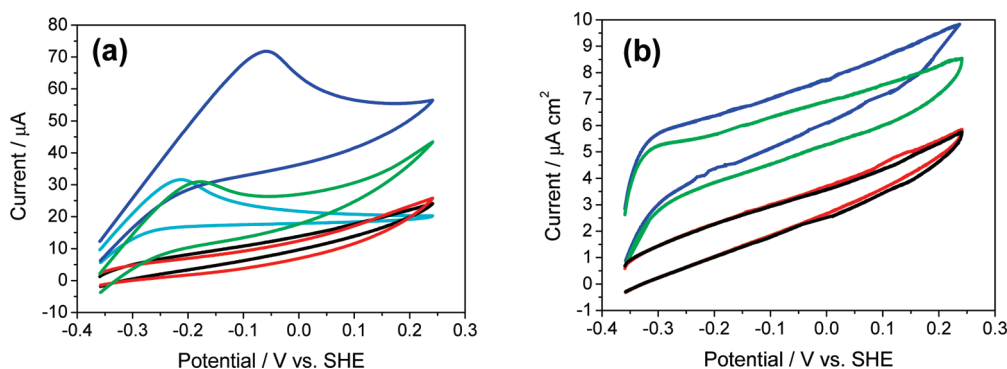 (a)
80
70
60
50
40
30
20
10
0
-10
Current / μA
-0.4 -0.3 -0.2 -0.1 0.0 0.1 0.2 0.3
Potential / V vs. SHE
(b)
10
9
8
7
6
5
4
3
2
1
0
-1
Current / μA cm²
-0.4 -0.3 -0.2 -0.1 0.0 0.1 0.2 0.3
Potential / V vs. SHE